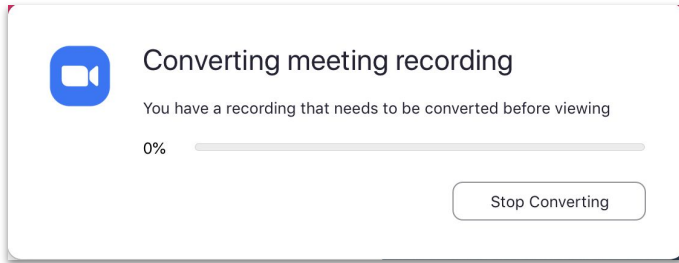 Converting meeting recording
You have a recording that needs to be converted before viewing
0%
Stop Converting